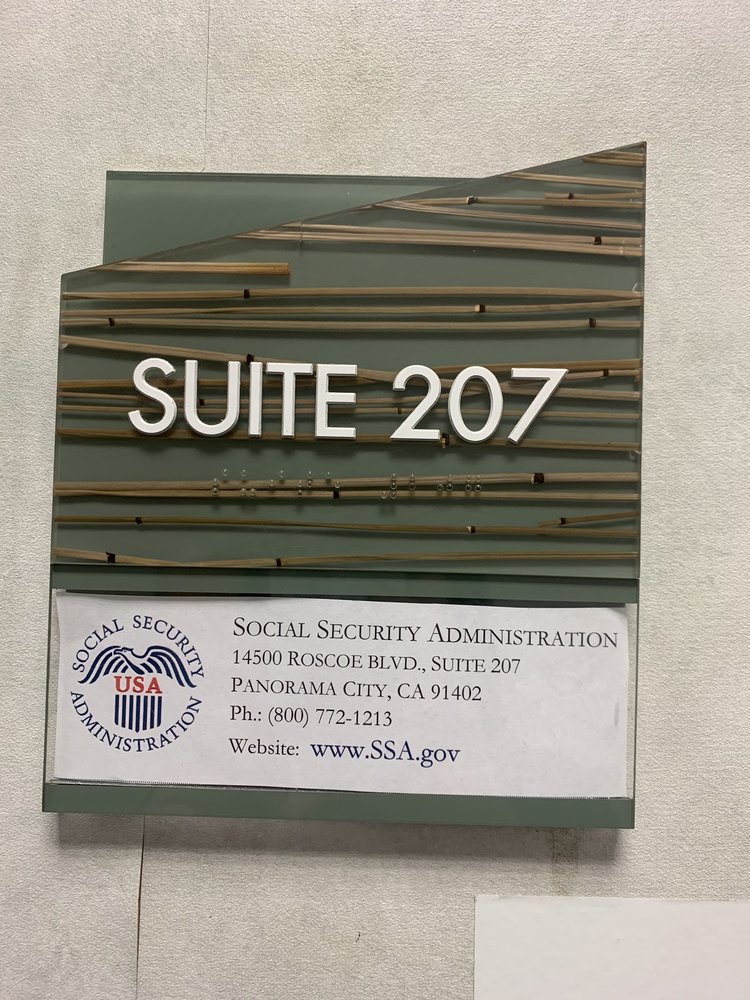 SUITE 207
SOCIAL SECURITY ADMINISTRATION
USA
SOCIAL SECURITY ADMINISTRATION
14500 ROSCOE BLVD., SUITE 207
PANORAMA CITY, CA 91402
Ph.: (800) 772-1213
Website: www.SSA.gov